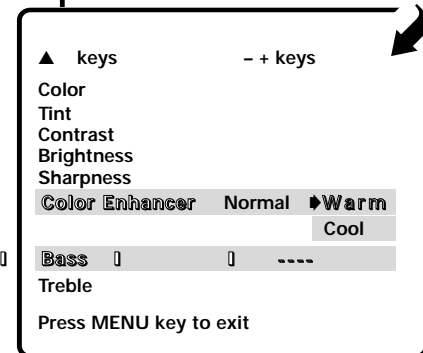 ▲ keys – + keys
Color
Tint
Contrast
Brightness
Sharpness
Color Enhancer Normal ➧Warm
Cool
Bass ▯ ▯ ----
Treble
Press MENU key to exit